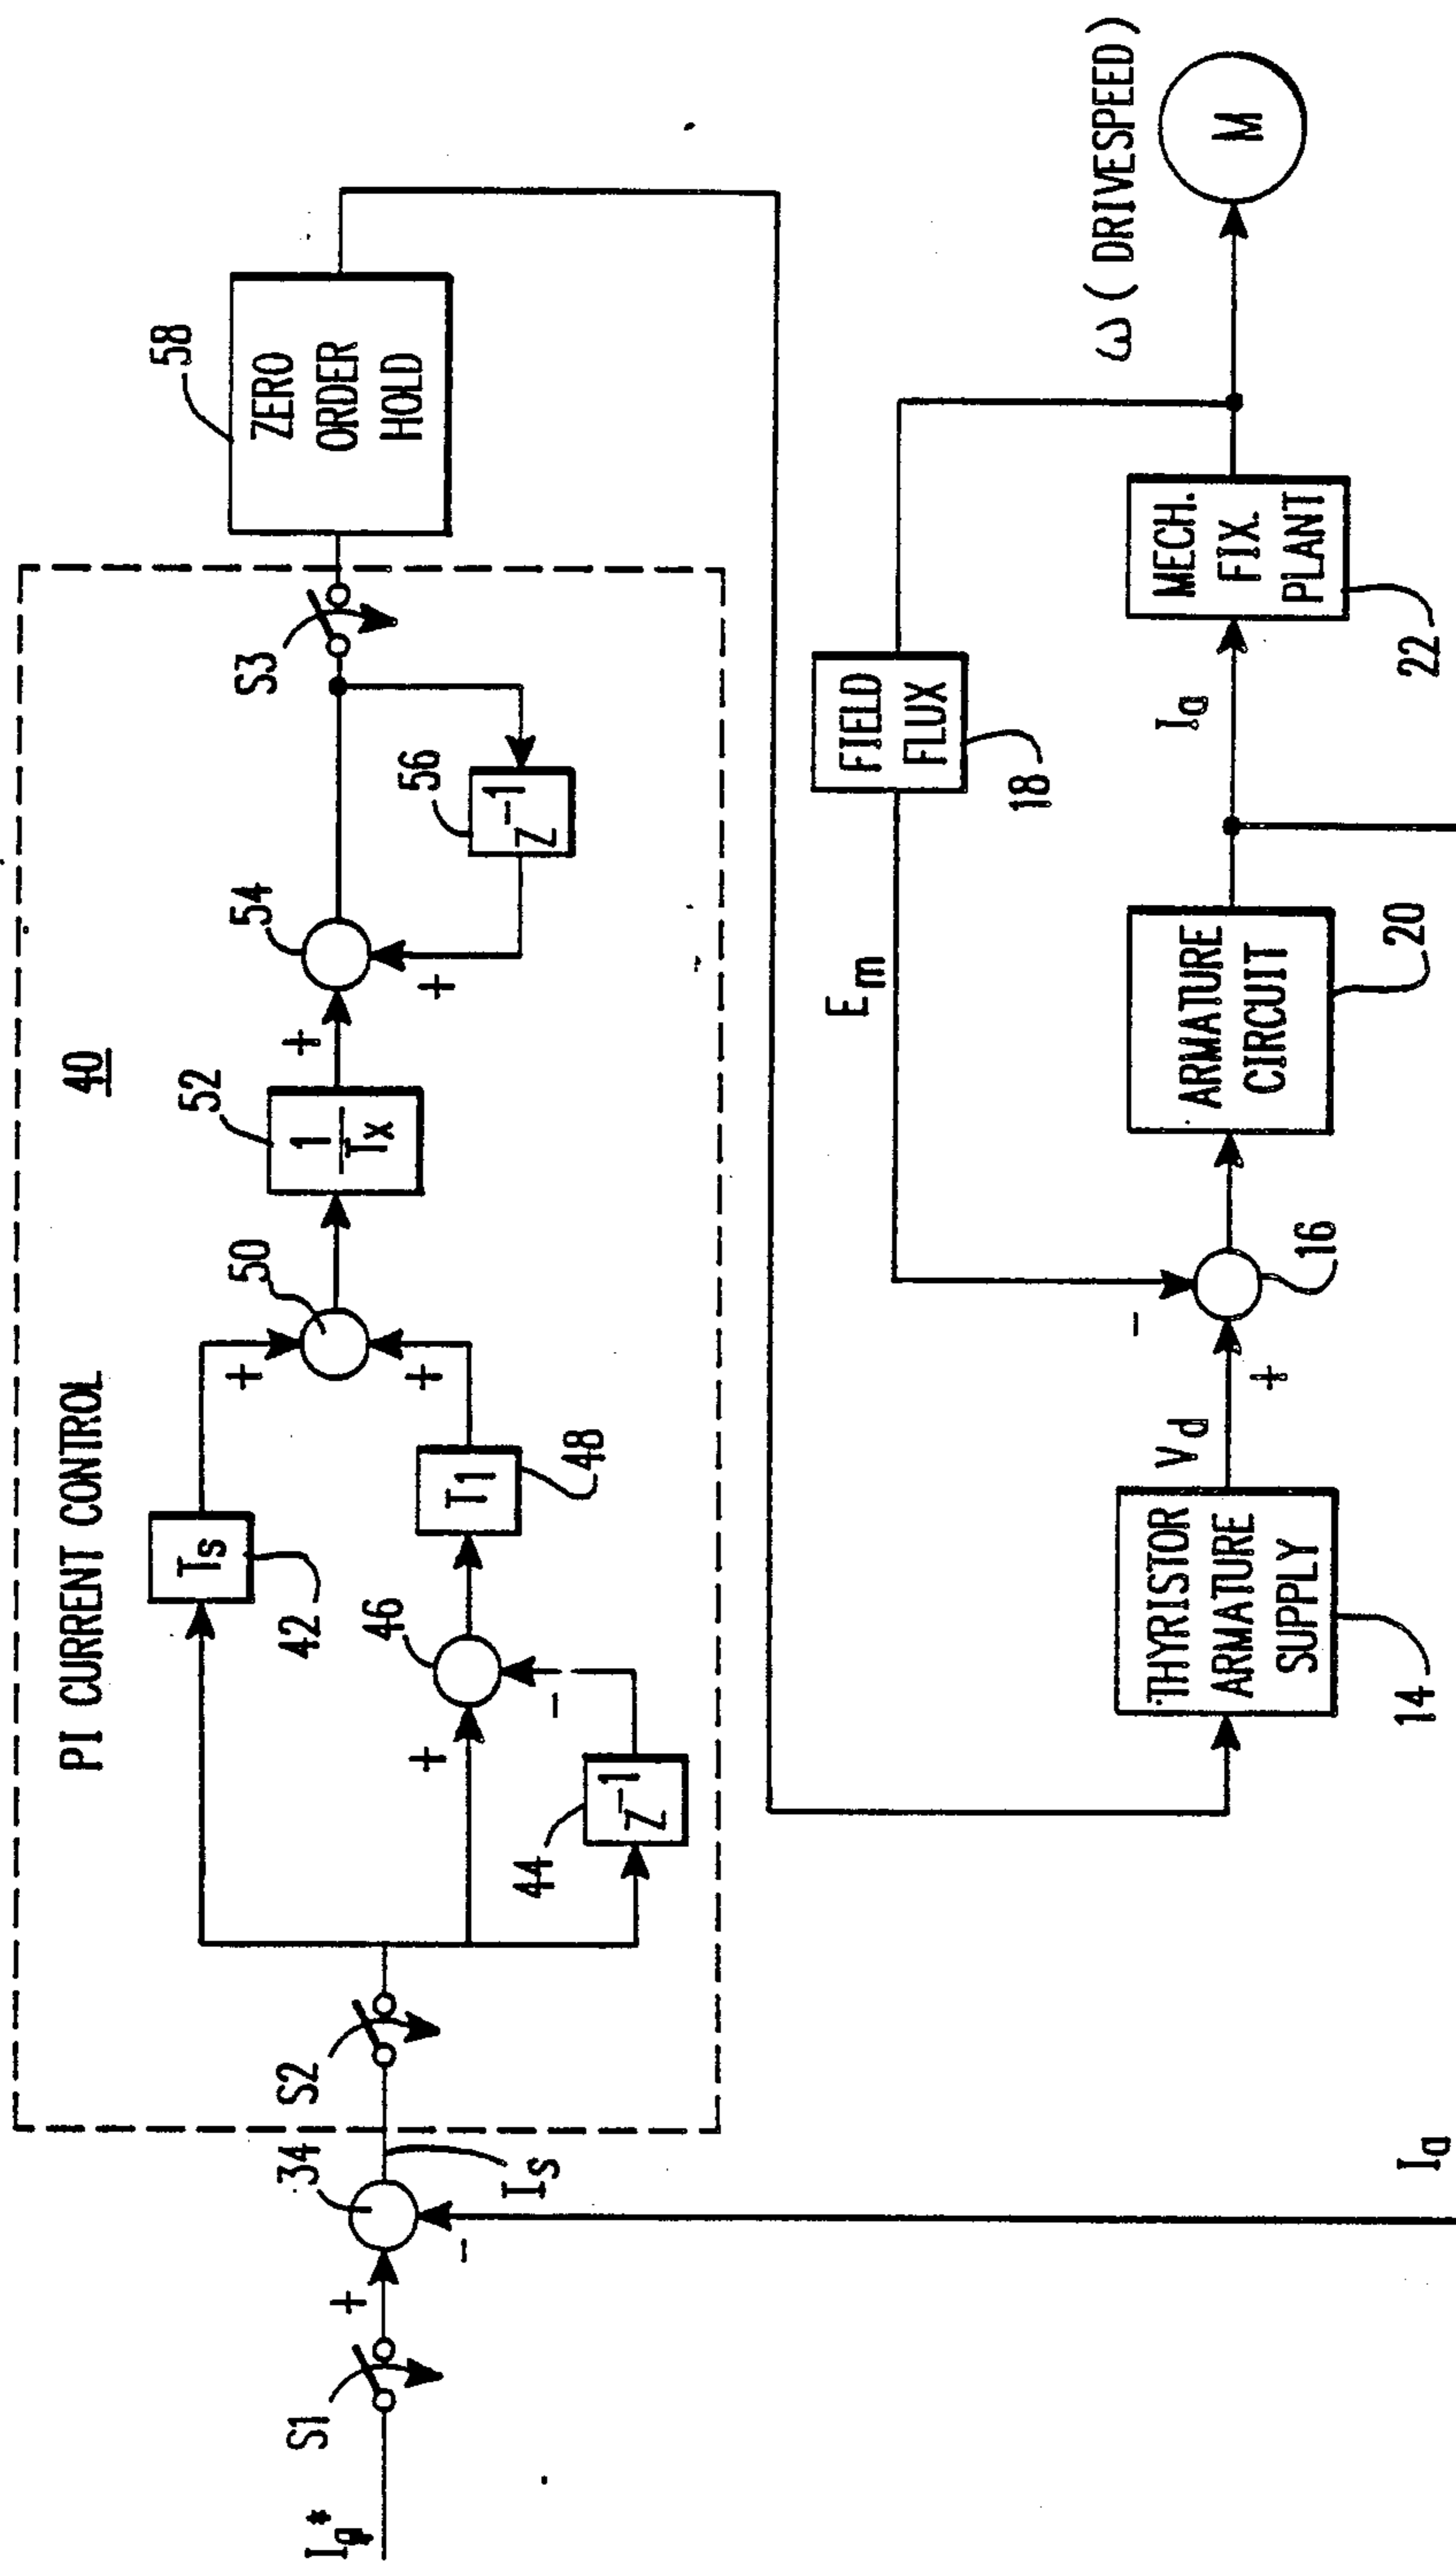 PI CURRENT CONTROL
40
Ia*
S1
+
-
34
Is
S2
Ts
42
z-1
44
+
-
46
T1
48
+
+
50
1
Tx
52
+
+
54
z-1
56
S3
ZERO
ORDER
HOLD
58
THYRISTOR
ARMATURE
SUPPLY
14
Vd
+
-
16
Em
FIELD
FLUX
18
ARMATURE
CIRCUIT
20
Ia
MECH.
FIX.
PLANT
22
ω ( DRIVESPEED )
M
Ia